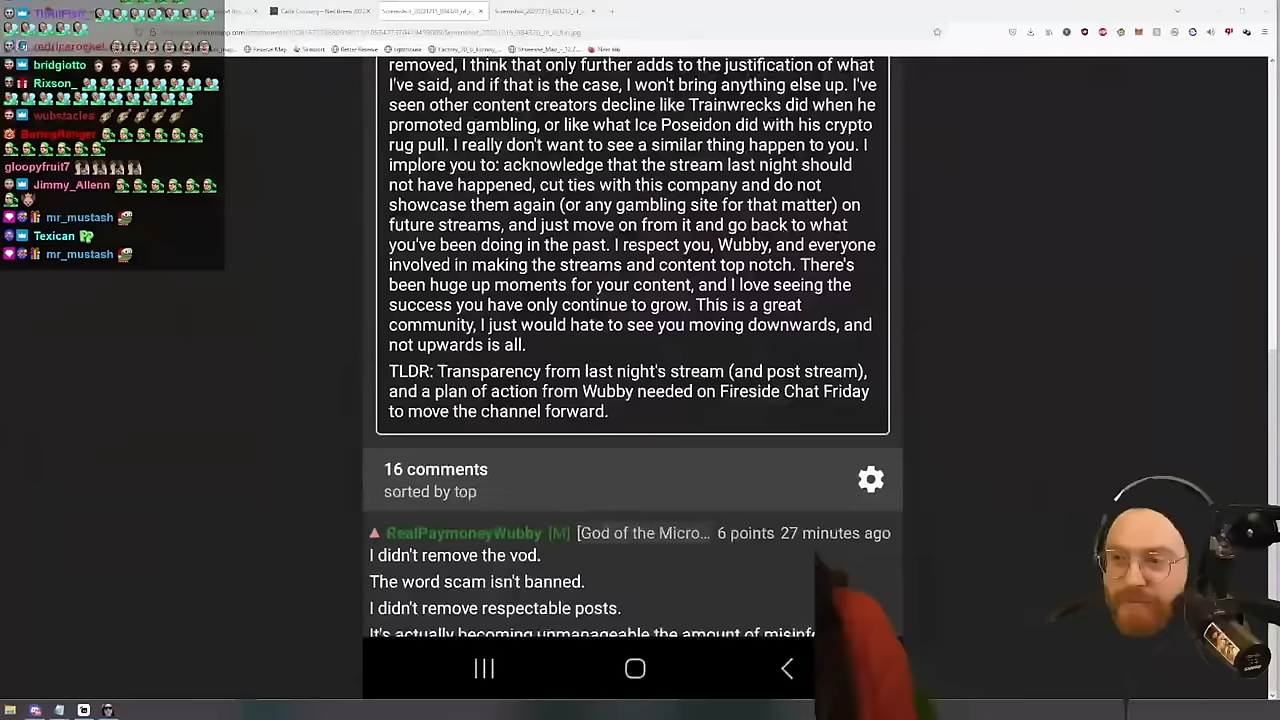 redritcrocket
bridgiotto
Rixson_
wubstacles
gloopyfruit7
Jimmy_Allenn
mr_mustash
Texican
mr_mustash
removed, I think that only further adds to the justification of what
I've said, and if that is the case, I won't bring anything else up. I've
seen other content creators decline like Trainwrecks did when he
promoted gambling, or like what Ice Poseidon did with his crypto
rug pull. I really don't want to see a similar thing happen to you. I
implore you to: acknowledge that the stream last night should
not have happened, cut ties with this company and do not
showcase them again (or any gambling site for that matter) on
future streams, and just move on from it and go back to what
you've been doing in the past. I respect you, Wubby, and everyone
involved in making the streams and content top notch. There's
been huge up moments for your content, and I love seeing the
success you have only continue to grow. This is a great
community, I just would hate to see you moving downwards, and
not upwards is all.
TLDR: Transparency from last night's stream (and post stream),
and a plan of action from Wubby needed on Fireside Chat Friday
to move the channel forward.
16 comments
sorted by top
RealPaymoneyWubby [M] [God of the Micro... 6 points 27 minutes ago
I didn't remove the vod.
The word scam isn't banned.
I didn't remove respectable posts.
It's actually becoming unmanageable the amount of misinfo